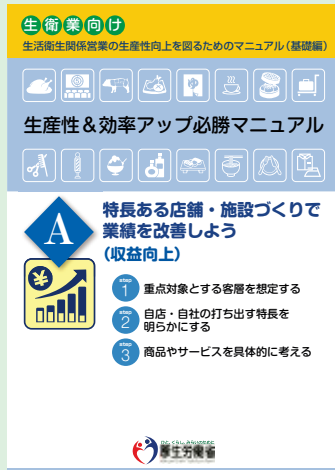 生衛業向け
生活衛生関係営業の生産性向上を図るためのマニュアル（基礎編）
生産性＆効率アップ必勝マニュアル
A
特長ある店舗・施設づくりで
業績を改善しよう
（収益向上）
¥
step
1
重点対象とする客層を想定する
step
2
自店・自社の打ち出す特長を
明らかにする
step
3
商品やサービスを具体的に考える
厚生労働省